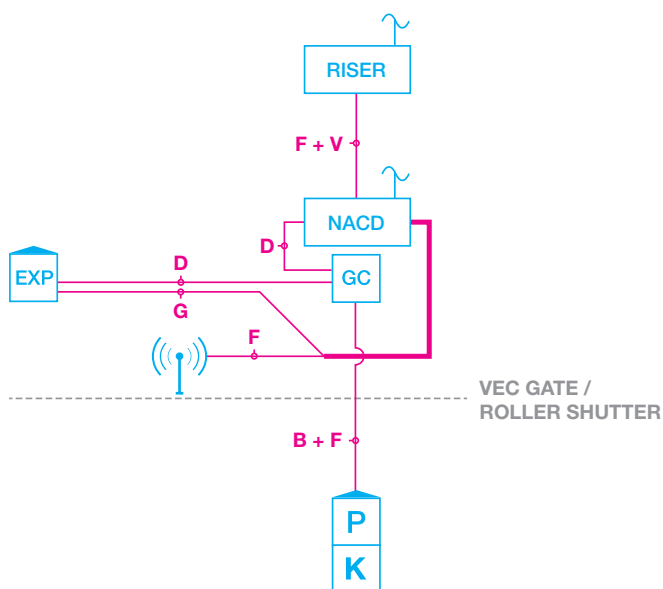 RISER
F + V
NACD
D
GC
EXP
D
G
F
VEC GATE /
ROLLER SHUTTER
B + F
P
K